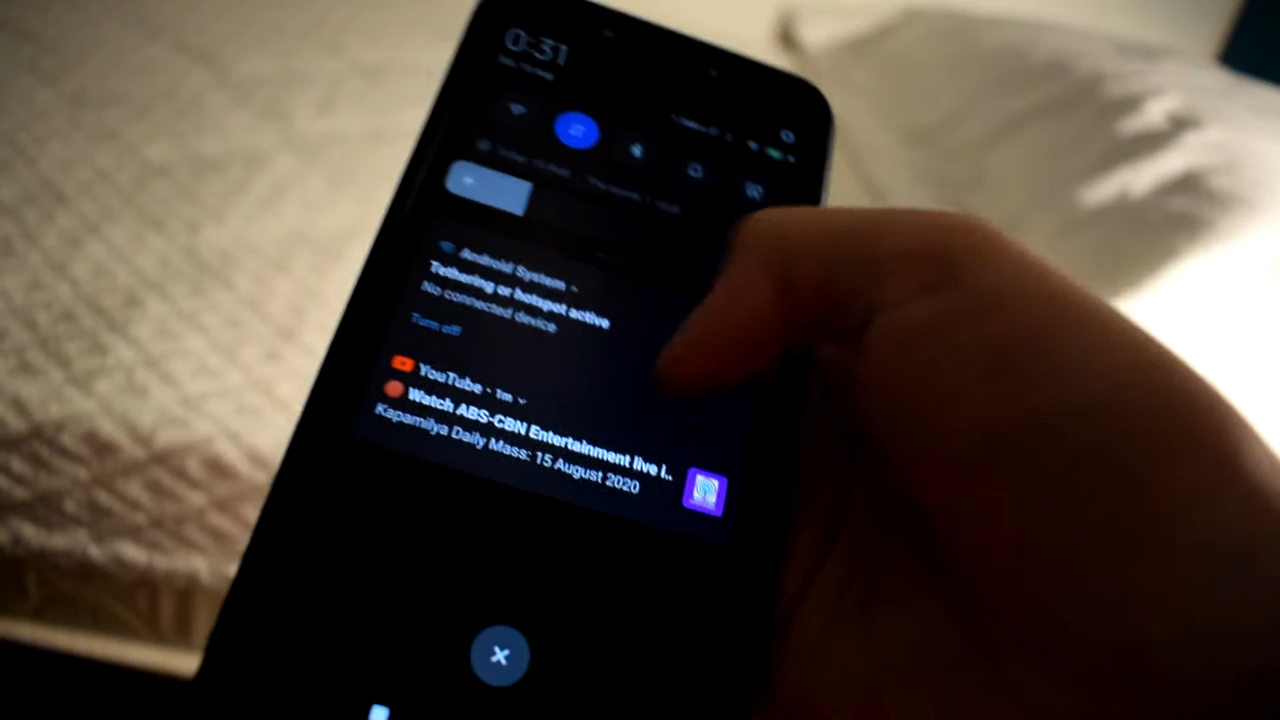 0:31
Android System
Tethering or hotspot active
No connected device
Turn off
YouTube • 1m
Watch ABS-CBN Entertainment live l..
Kapamilya Daily Mass: 15 August 2020